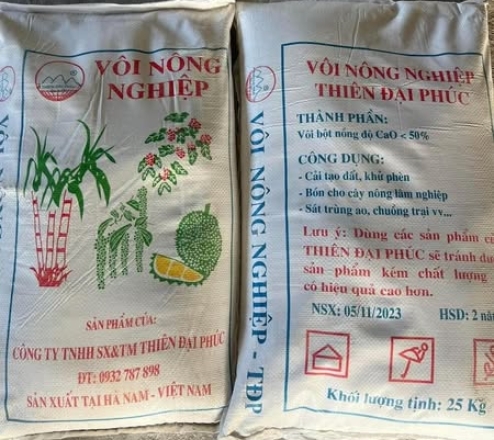 VÔI NÔNG
NGHIỆP
SẢN PHẨM CỦA:
CÔNG TY TNHH SX&TM THIÊN ĐẠI PHÚC
ĐT: 0932 787 898
SẢN XUẤT TẠI HÀ NAM - VIỆT NAM
VÔI NÔNG NGHIỆP - TĐP
VÔI NÔNG NGHIỆP
THIÊN ĐẠI PHÚC
THÀNH PHẦN:
Vôi bột nồng độ CaO < 50%
CÔNG DỤNG:
- Cải tạo đất, khử phèn
- Bón cho cây nông lâm nghiệp
- Sát trùng ao, chuồng trại vv...
Lưu ý: Dùng các sản phẩm củ
THIÊN ĐẠI PHÚC sẽ tránh
sản phẩm kém chất lượng
có hiệu quả cao hơn.
NSX: 05/11/2023 HSD: 2 nă
Khối lượng tịnh: 25 Kg